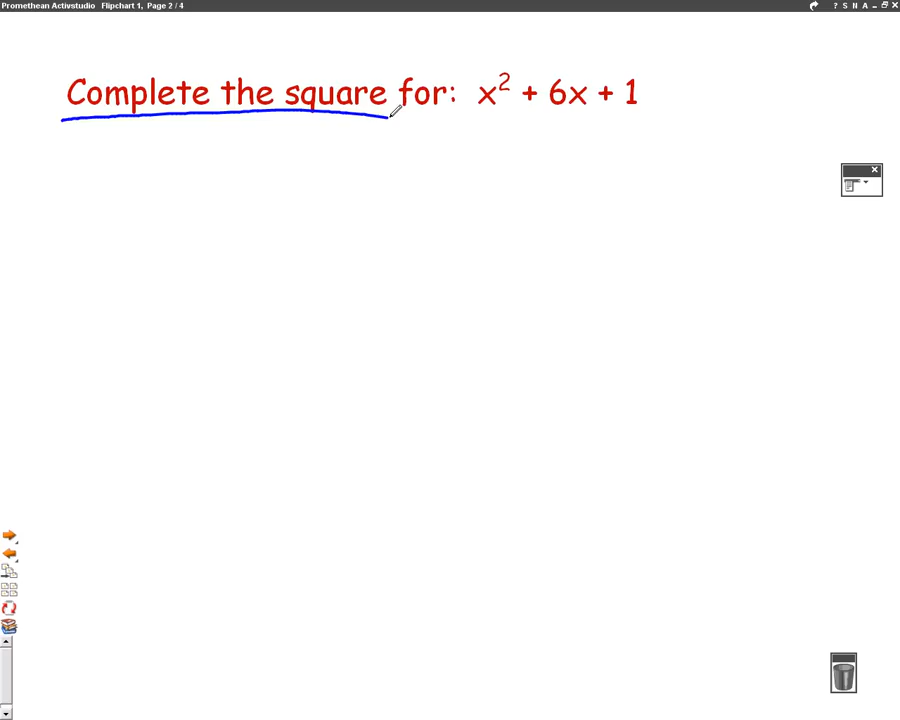 Promethean Activstudio Flipchart 1, Page 2 / 4
? S N A
Complete the square for: x² + 6x + 1